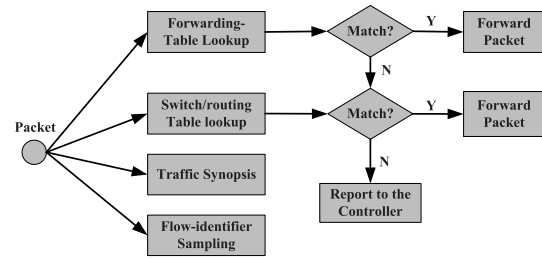 Forwarding-
Table Lookup
Match?
Y
Forward
Packet
N
Packet
Switch/routing
Table lookup
Match?
Y
Forward
Packet
N
Traffic Synopsis
Report to the
Controller
Flow-identifier
Sampling